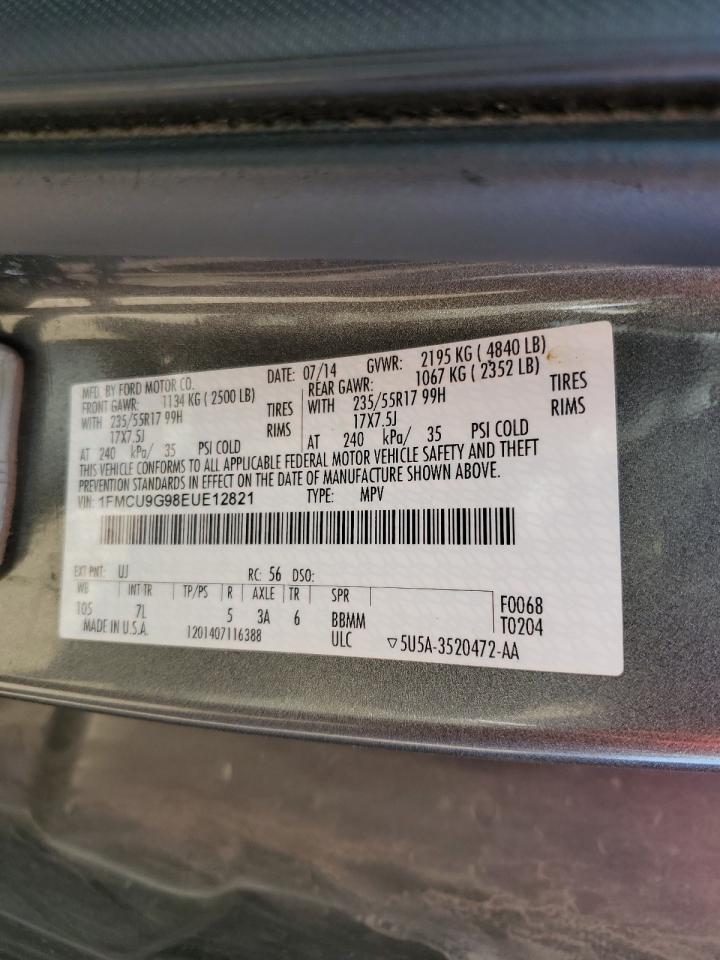 MFD. BY FORD MOTOR CO. DATE: 07/14 GVWR: 2195 KG ( 4840 LB)
FRONT GAWR: 1134 KG ( 2500 LB) REAR GAWR: 1067 KG ( 2352 LB)
WITH 235/55R17 99H TIRES WITH 235/55R17 99H TIRES
17X7.5J RIMS 17X7.5J RIMS
AT 240 kPa/ 35 PSI COLD AT 240 kPa/ 35 PSI COLD
THIS VEHICLE CONFORMS TO ALL APPLICABLE FEDERAL MOTOR VEHICLE SAFETY AND THEFT
PREVENTION STANDARDS IN EFFECT ON THE DATE OF MANUFACTURE SHOWN ABOVE.
VIN: 1FMCU9G98EUE12821 TYPE: MPV
EXT PNT: UJ RC: 56 DSO:
WB INT TR TP/PS R AXLE TR SPR
105 7L 5 3A 6 BBMM F0068
MADE IN U.S.A. 1201407116388 ULC T0204
▽5U5A-3520472-AA